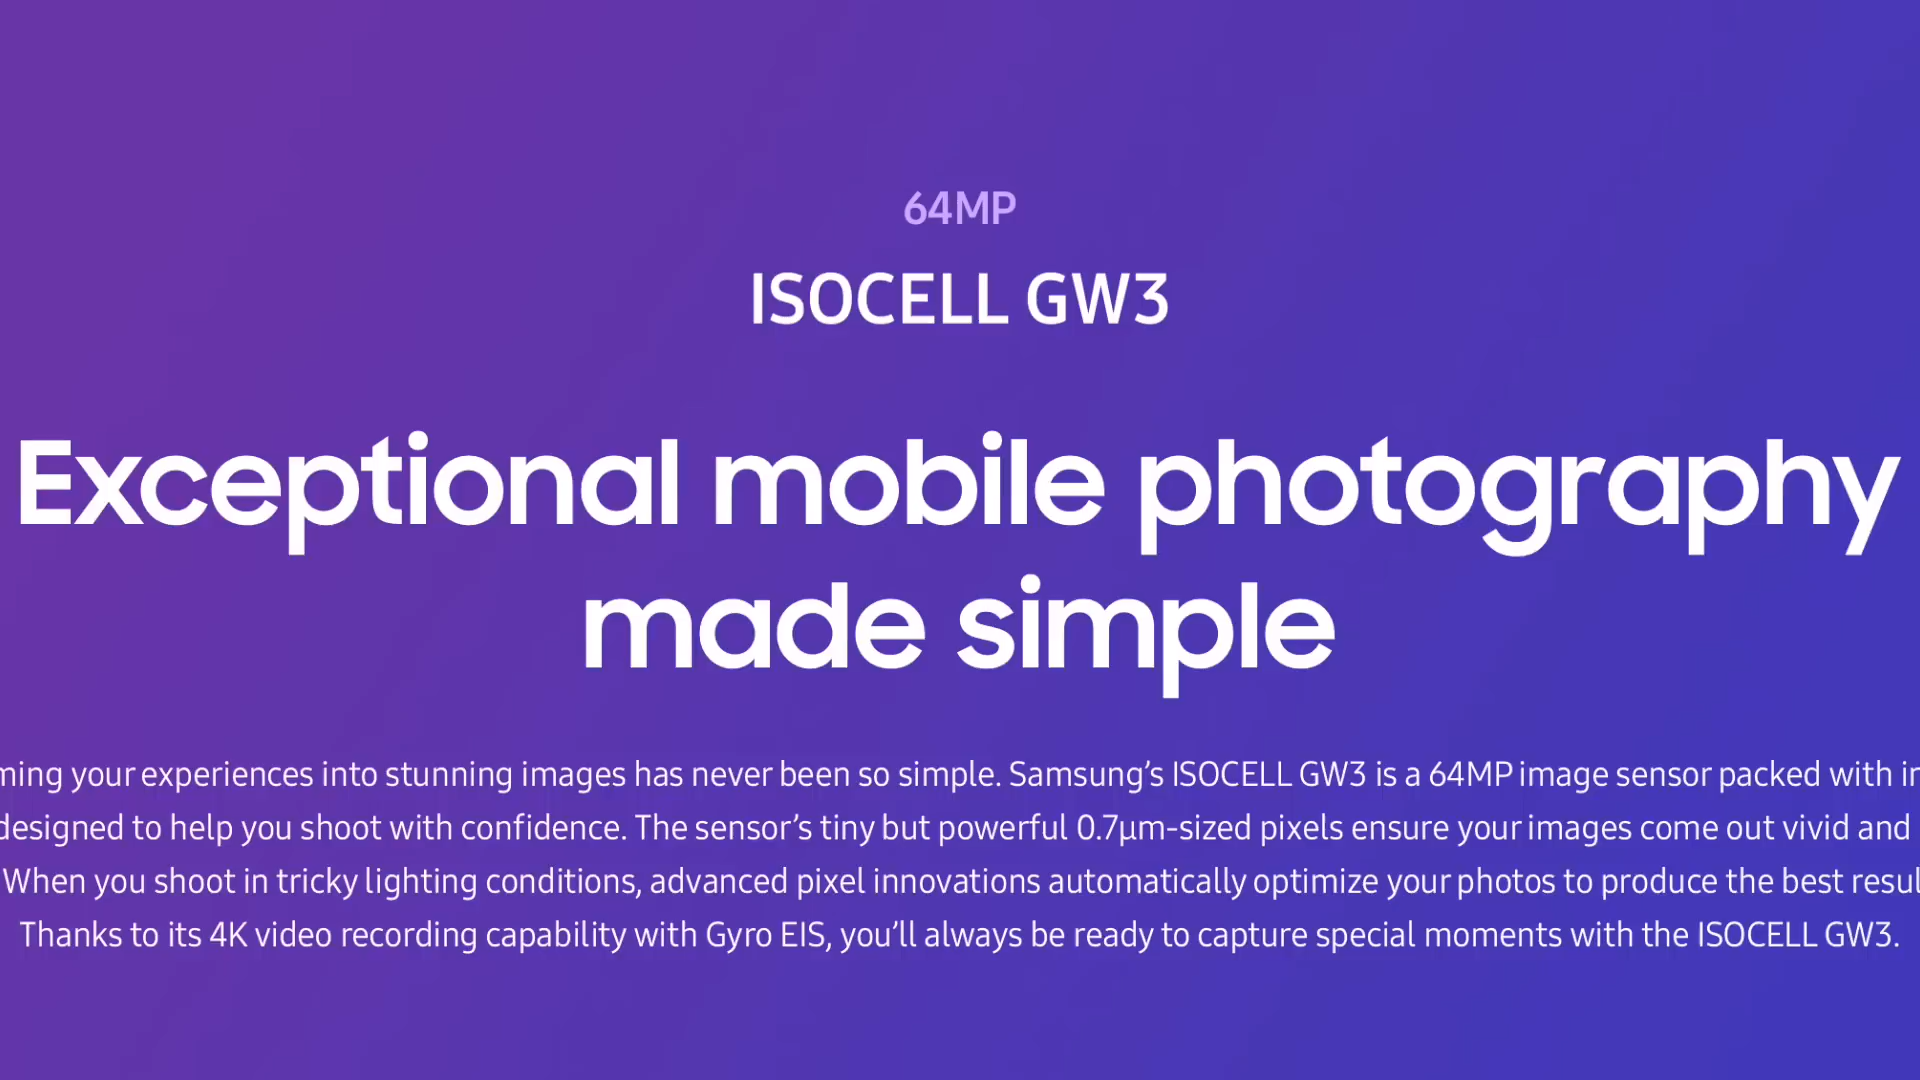 64MP
ISOCELL GW3
Exceptional mobile photography
made simple
your experiences into stunning images has never been so simple. Samsung’s ISOCELL GW3 is a 64MP image sensor packed with
designed to help you shoot with confidence. The sensor’s tiny but powerful 0.7μm-sized pixels ensure your images come out vivid and
When you shoot in tricky lighting conditions, advanced pixel innovations automatically optimize your photos to produce the best
Thanks to its 4K video recording capability with Gyro EIS, you’ll always be ready to capture special moments with the ISOCELL GW3.